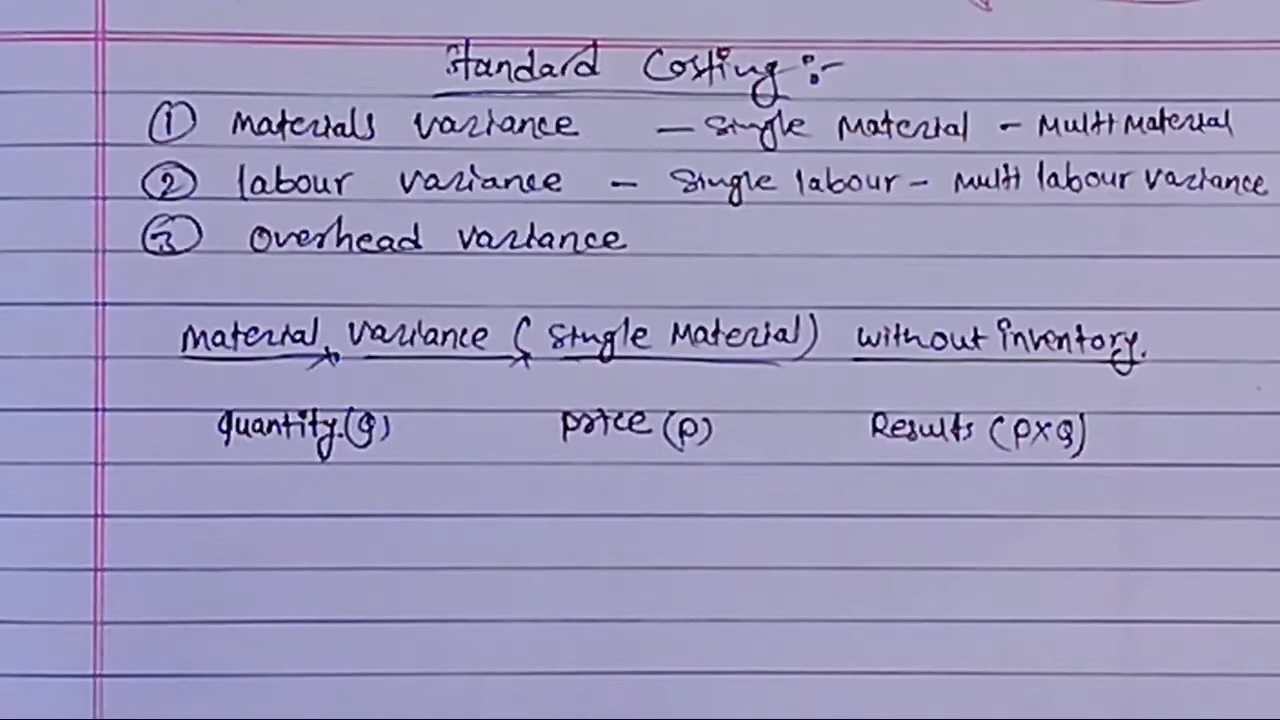 Standard Costing :-
① Materials variance — Single Material - Multi Material
② labour variance - Single labour - Multi labour variance
③ overhead variance
Material variance (Single Material) without inventory.
Quantity.(Q) Price (P) Results (P×Q)